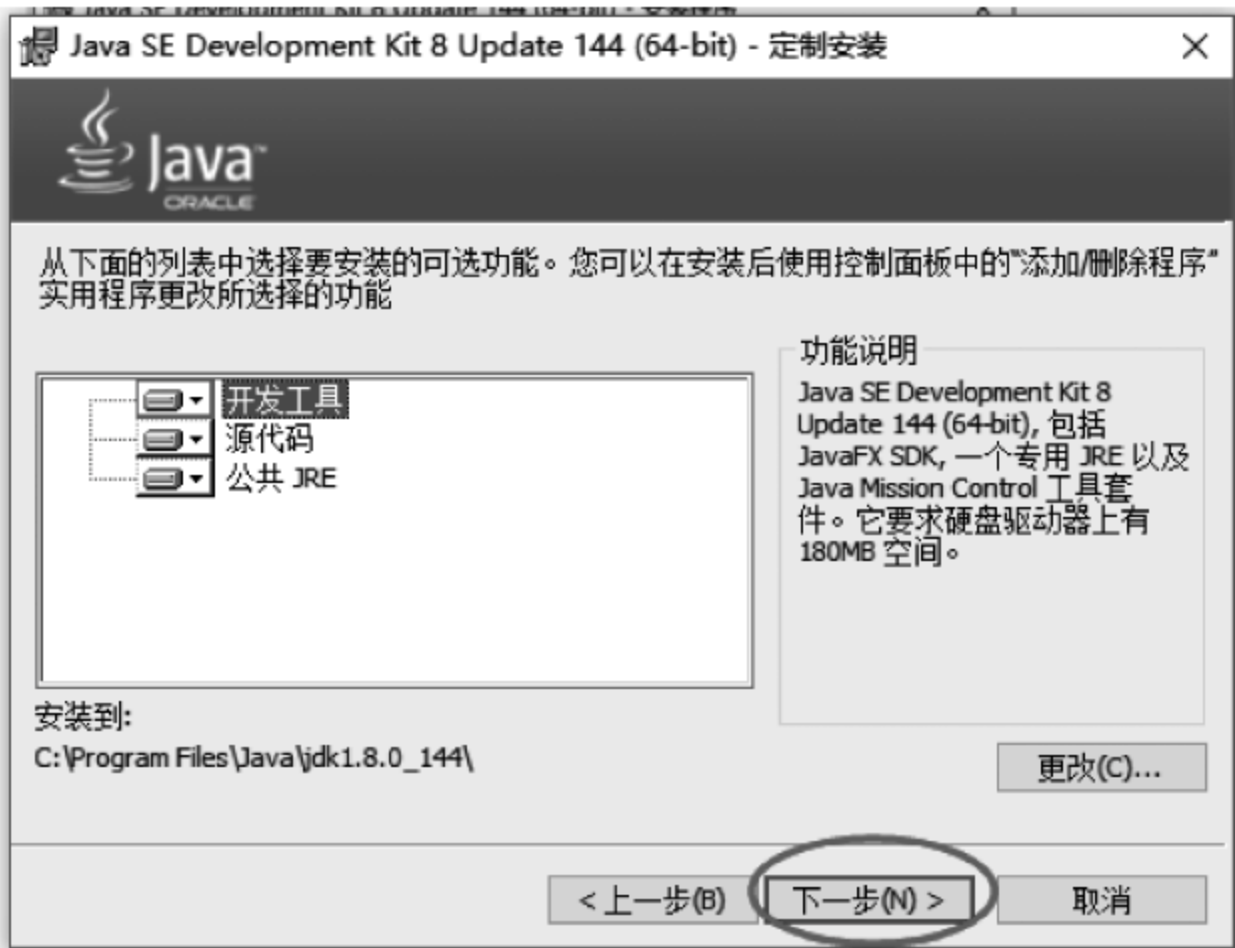 Java SE Development Kit 8 Update 144 (64-bit) - 定制安装
Java™
ORACLE
从下面的列表中选择要安装的可选功能。您可以在安装后使用控制面板中的“添加/删除程序”
实用程序更改所选择的功能
开发工具
源代码
公共 JRE
功能说明
Java SE Development Kit 8
Update 144 (64-bit), 包括
JavaFX SDK, 一个专用 JRE 以及
Java Mission Control 工具套
件。它要求硬盘驱动器上有
180MB 空间。
安装到:
C:\Program Files\Java\jdk1.8.0_144\
更改(C)...
< 上一步(B)
下一步(N) >
取消